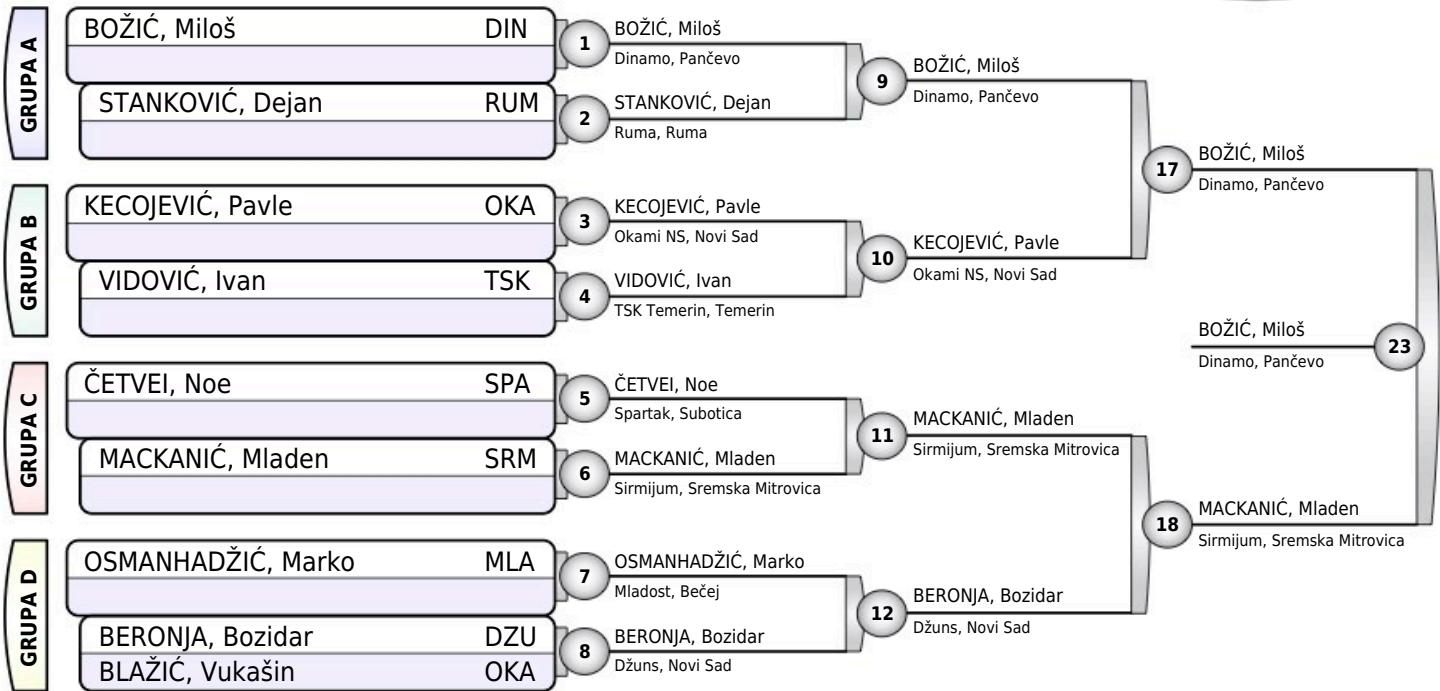 GRUPA A
BOŽIĆ, Miloš DIN
STANKOVIĆ, Dejan RUM
GRUPA B
KECOJEVIĆ, Pavle OKA
VIDOVIĆ, Ivan TSK
GRUPA C
ČETVEI, Noe SPA
MACKANIĆ, Mladen SRM
GRUPA D
OSMANHADŽIĆ, Marko MLA
BERONJA, Bozidar DZU
BLAŽIĆ, Vukašin OKA
1
BOŽIĆ, Miloš
Dinamo, Pančevo
2
STANKOVIĆ, Dejan
Ruma, Ruma
3
KECOJEVIĆ, Pavle
Okami NS, Novi Sad
4
VIDOVIĆ, Ivan
TSK Temerin, Temerin
5
ČETVEI, Noe
Spartak, Subotica
6
MACKANIĆ, Mladen
Sirmijum, Sremska Mitrovica
7
OSMANHADŽIĆ, Marko
Mladost, Bečej
8
BERONJA, Bozidar
Džuns, Novi Sad
9
BOŽIĆ, Miloš
Dinamo, Pančevo
10
KECOJEVIĆ, Pavle
Okami NS, Novi Sad
11
MACKANIĆ, Mladen
Sirmijum, Sremska Mitrovica
12
BERONJA, Bozidar
Džuns, Novi Sad
17
BOŽIĆ, Miloš
Dinamo, Pančevo
18
MACKANIĆ, Mladen
Sirmijum, Sremska Mitrovica
BOŽIĆ, Miloš
Dinamo, Pančevo
23